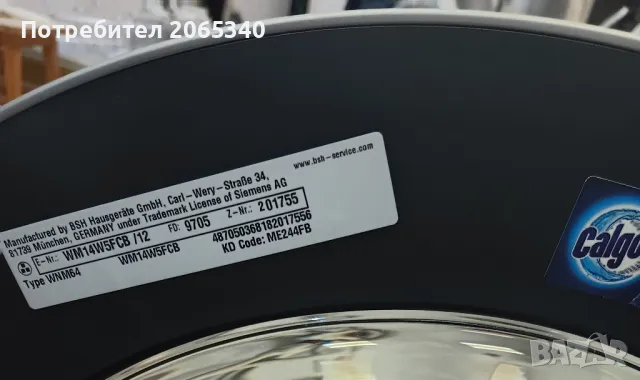 Потребител 2065340
www.bsh-service.com
Manufactured by BSH Hausgeräte GmbH, Carl-Wery-Straße 34,
81739 München, GERMANY under Trademark License of Siemens AG
E-Nr.: WM14W5FCB /12 FD: 9705 Z-Nr.: 201755
Type WNM64 WM14W5FCB 487050368182017556
KD Code: ME244FB
Calgo
BAZAR